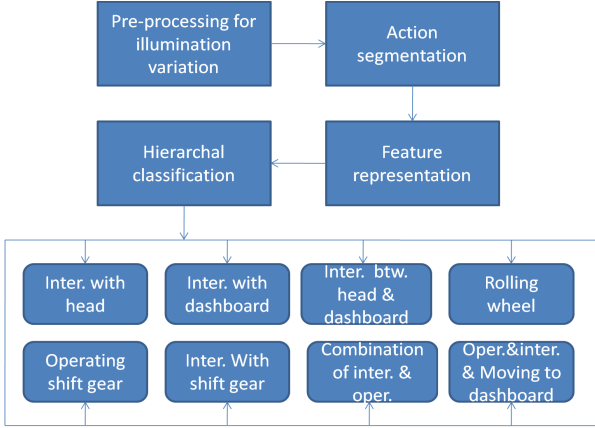 Pre-processing for
illumination
variation
Action
segmentation
Hierarchal
classification
Feature
representation
Inter. with
head
Inter. with
dashboard
Inter. btw.
head &
dashboard
Rolling
wheel
Operating
shift gear
Inter. With
shift gear
Combination
of inter. &
oper.
Oper.&inter.
& Moving to
dashboard